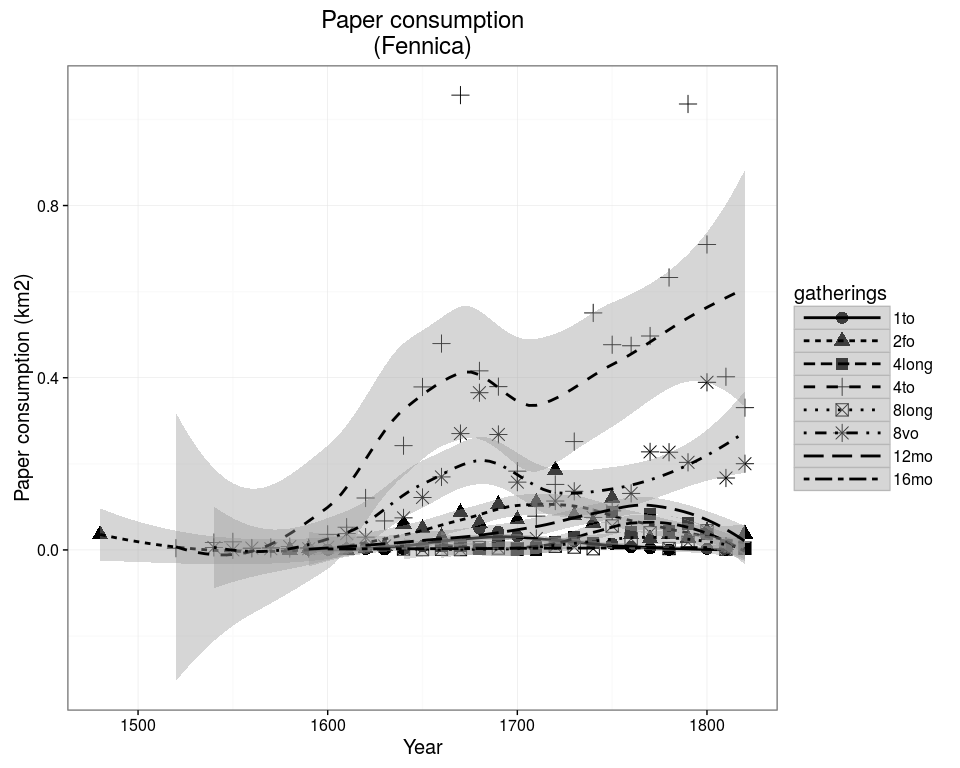 Paper consumption
(Fennica)
Paper consumption (km2)
0.8
0.4
0.0
1500
1600
1700
1800
Year
gatherings
1to
2fo
4long
4to
8long
8vo
12mo
16mo